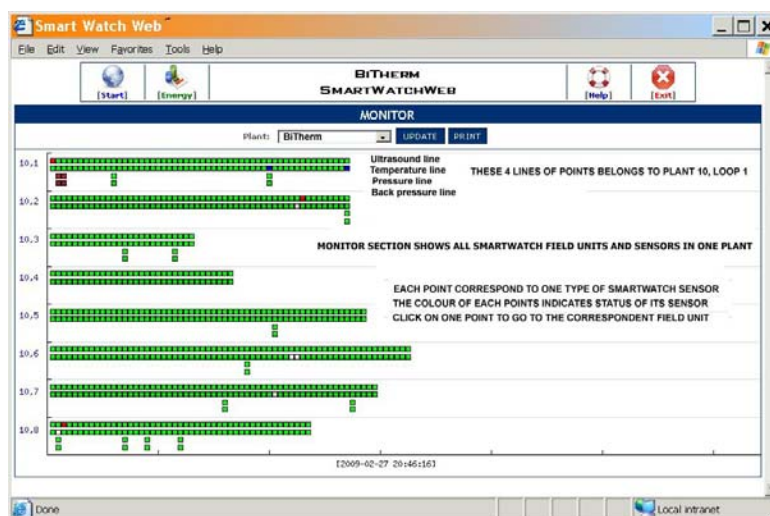 Smart Watch Web
File Edit View Favorites Tools Help
[Start] [Energy] BiTherm SmartWatchWeb [Help] [Exit]
MONITOR
Plant: BiTherm UPDATE PRINT
10,1
Ultrasound line
Temperature line
Pressure line
Back pressure line
THESE 4 LINES OF POINTS BELONGS TO PLANT 10, LOOP 1
10,2
10,3
MONITOR SECTION SHOWS ALL SMARTWATCH FIELD UNITS AND SENSORS IN ONE PLANT
10,4
EACH POINT CORRESPOND TO ONE TYPE OF SMARTWATCH SENSOR
THE COLOUR OF EACH POINTS INDICATES STATUS OF ITS SENSOR
10,5
CLICK ON ONE POINT TO GO TO THE CORRESPONDENT FIELD UNIT
10,6
10,7
10,8
[2009-02-27 20:46:16]
Done Local intranet